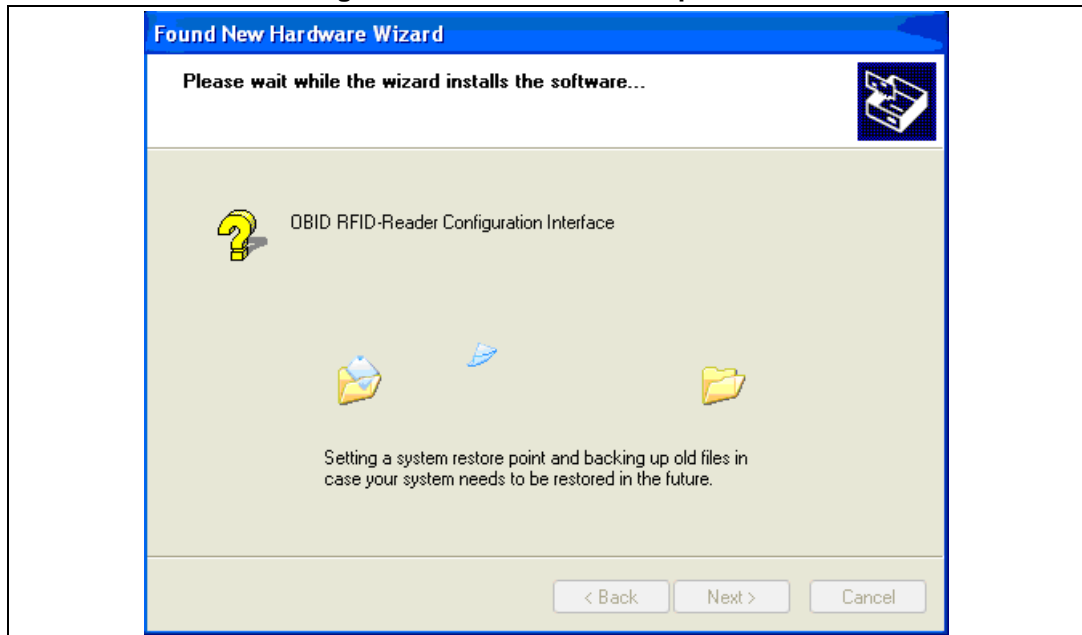 Found New Hardware Wizard
Please wait while the wizard installs the software...
OBID RFID-Reader Configuration Interface
Setting a system restore point and backing up old files in
case your system needs to be restored in the future.
< Back Next > Cancel